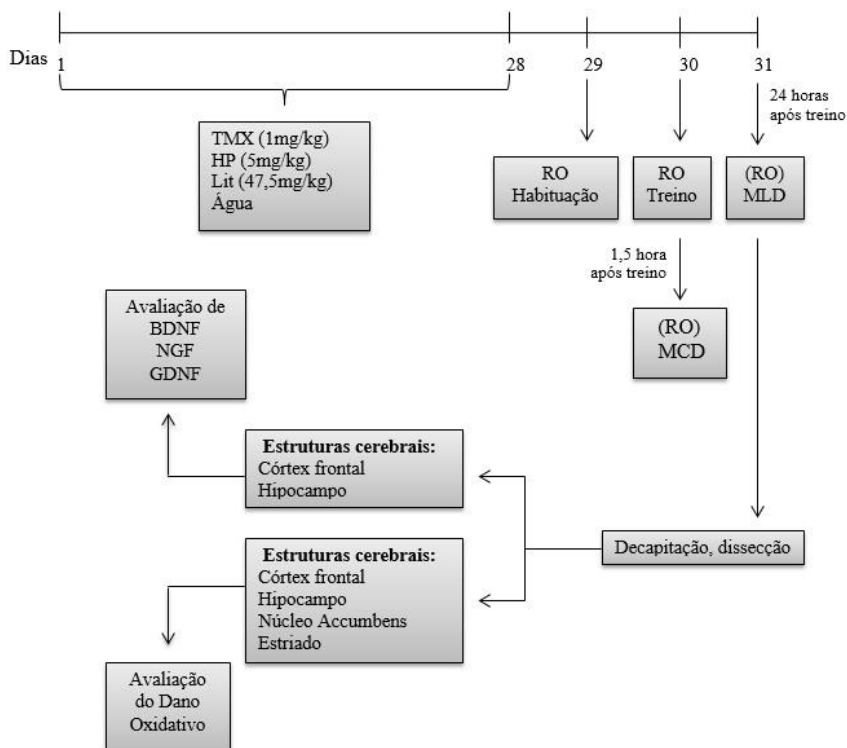 Dias
1
28
29
30
31
24 horas
após treino
TMX (1mg/kg)
HP (5mg/kg)
Lit (47,5mg/kg)
Água
RO
Habituação
RO
Treino
(RO)
MLD
1,5 hora
após treino
(RO)
MCD
Avaliação de
BDNF
NGF
GDNF
Estruturas cerebrais:
Córtex frontal
Hipocampo
Decapitação, dissecção
Estruturas cerebrais:
Córtex frontal
Hipocampo
Núcleo Accumbens
Estriado
Avaliação
do Dano
Oxidativo